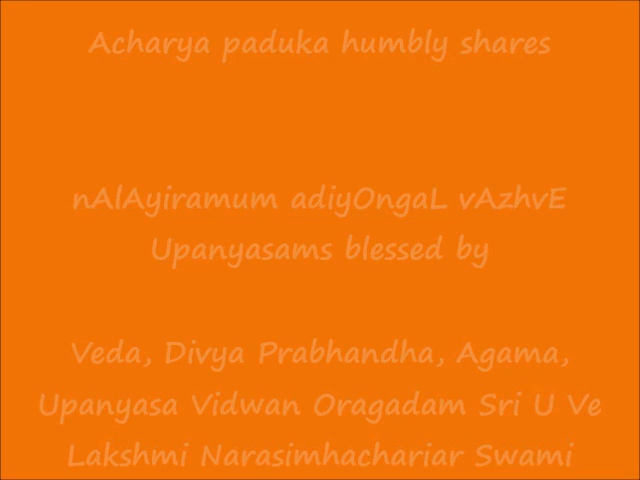 Acharya paduka humbly shares
nAlAyiramum adiyOngaL vAzhvE
Upanyasams blessed by
Veda, Divya Prabhandha, Agama,
Upanyasa Vidwan Oragadam Sri U Ve
Lakshmi Narasimhachariar Swami